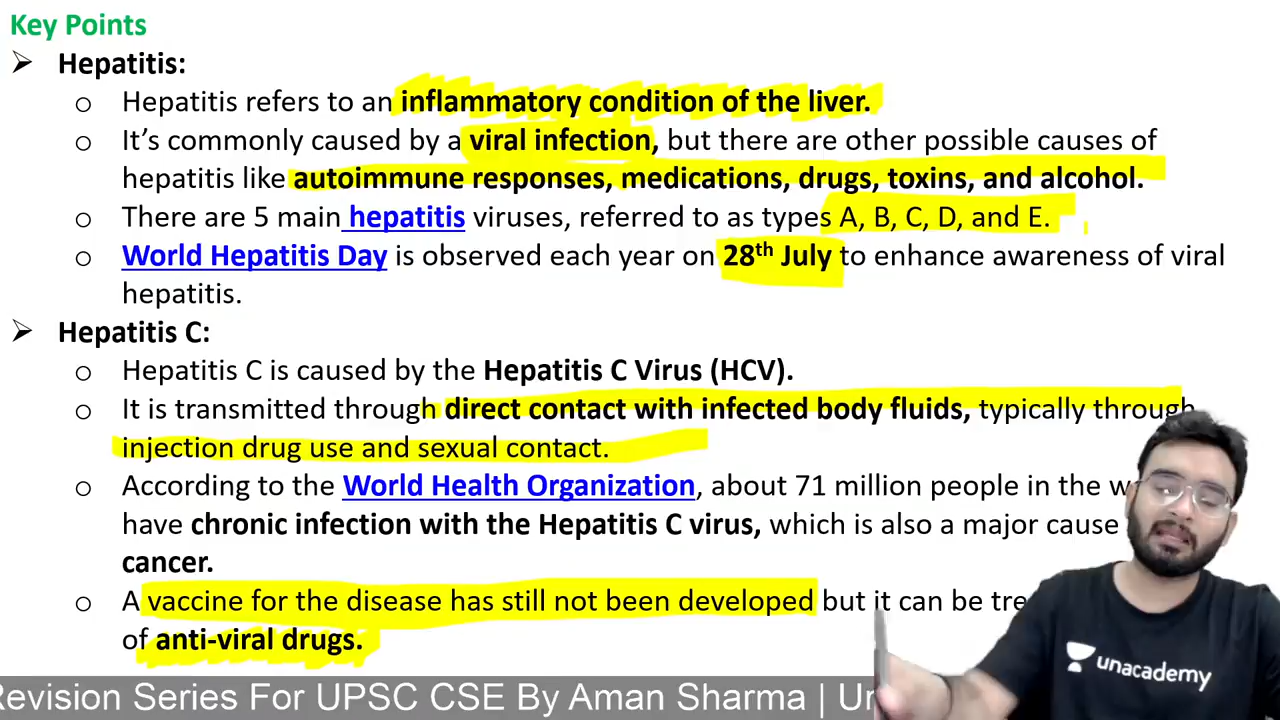 Key Points
➢ Hepatitis:
o Hepatitis refers to an inflammatory condition of the liver.
o It’s commonly caused by a viral infection, but there are other possible causes of
hepatitis like autoimmune responses, medications, drugs, toxins, and alcohol.
o There are 5 main hepatitis viruses, referred to as types A, B, C, D, and E.
o World Hepatitis Day is observed each year on 28th July to enhance awareness of viral
hepatitis.
➢ Hepatitis C:
o Hepatitis C is caused by the Hepatitis C Virus (HCV).
o It is transmitted through direct contact with infected body fluids, typically through
injection drug use and sexual contact.
o According to the World Health Organization, about 71 million people in the
have chronic infection with the Hepatitis C virus, which is also a major cause
cancer.
o A vaccine for the disease has still not been developed but it can be
of anti-viral drugs.
unacademy
Revision Series For UPSC CSE By Aman Sharma |